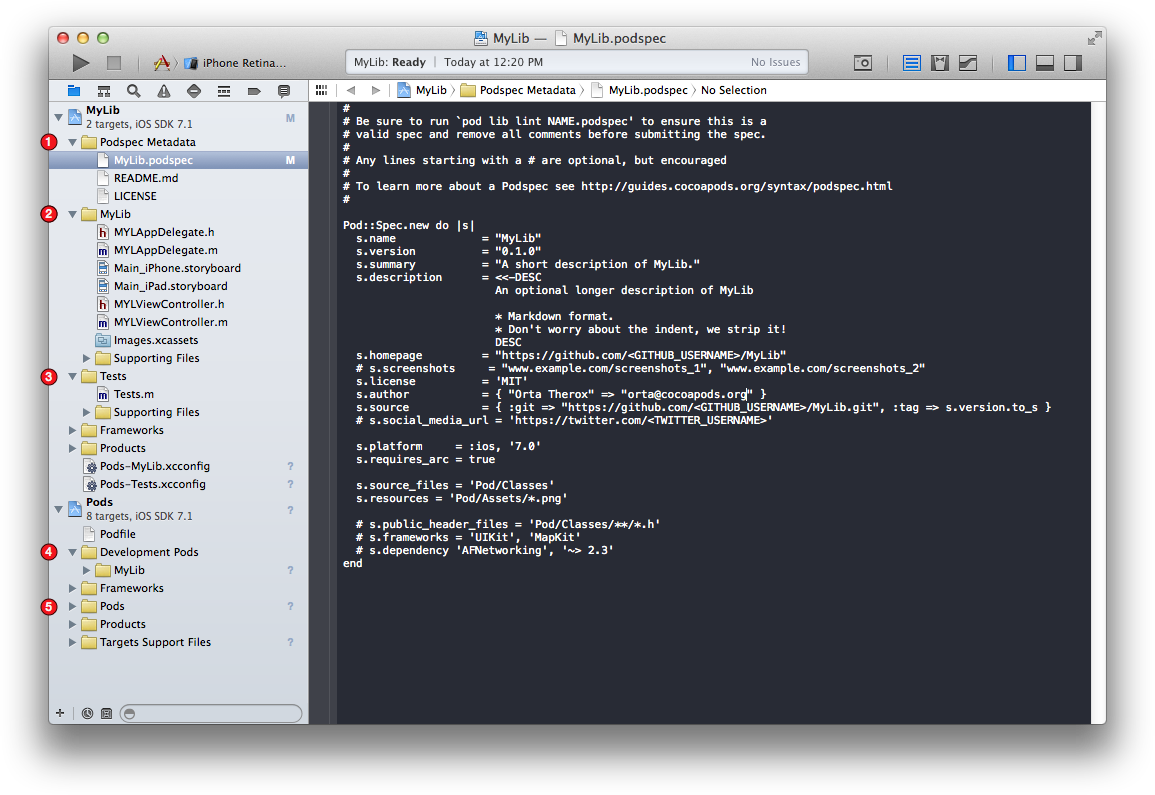 MyLib — MyLib.podspec
iPhone Retina...
MyLib: Ready | Today at 12:20 PM
No Issues
MyLib
Podspec Metadata
MyLib.podspec
No Selection
MyLib
2 targets, iOS SDK 7.1
M
1
Podspec Metadata
MyLib.podspec
M
README.md
LICENSE
2
MyLib
h MYLAppDelegate.h
m MYLAppDelegate.m
Main_iPhone.storyboard
Main_iPad.storyboard
h MYLViewController.h
m MYLViewController.m
Images.xcassets
Supporting Files
3
Tests
m Tests.m
Supporting Files
Frameworks
Products
Pods-MyLib.xcconfig ?
Pods-Tests.xcconfig ?
Pods
8 targets, iOS SDK 7.1
?
Podfile
4
Development Pods
MyLib ?
Frameworks
5
Pods ?
Products
Targets Support Files ?
#
# Be sure to run `pod lib lint NAME.podspec' to ensure this is a
# valid spec and remove all comments before submitting the spec.
#
# Any lines starting with a # are optional, but encouraged
#
# To learn more about a Podspec see http://guides.cocoapods.org/syntax/podspec.html
#
Pod::Spec.new do |s|
s.name = "MyLib"
s.version = "0.1.0"
s.summary = "A short description of MyLib."
s.description = <<-DESC
An optional longer description of MyLib
* Markdown format.
* Don't worry about the indent, we strip it!
DESC
s.homepage = "https://github.com/<GITHUB_USERNAME>/MyLib"
# s.screenshots = "www.example.com/screenshots_1", "www.example.com/screenshots_2"
s.license = 'MIT'
s.author = { "Orta Therox" => "orta@cocoapods.org" }
s.source = { :git => "https://github.com/<GITHUB_USERNAME>/MyLib.git", :tag => s.version.to_s }
# s.social_media_url = 'https://twitter.com/<TWITTER_USERNAME>'
s.platform = :ios, '7.0'
s.requires_arc = true
s.source_files = 'Pod/Classes'
s.resources = 'Pod/Assets/*.png'
# s.public_header_files = 'Pod/Classes/**/*.h'
# s.frameworks = 'UIKit', 'MapKit'
# s.dependency 'AFNetworking', '~> 2.3'
end